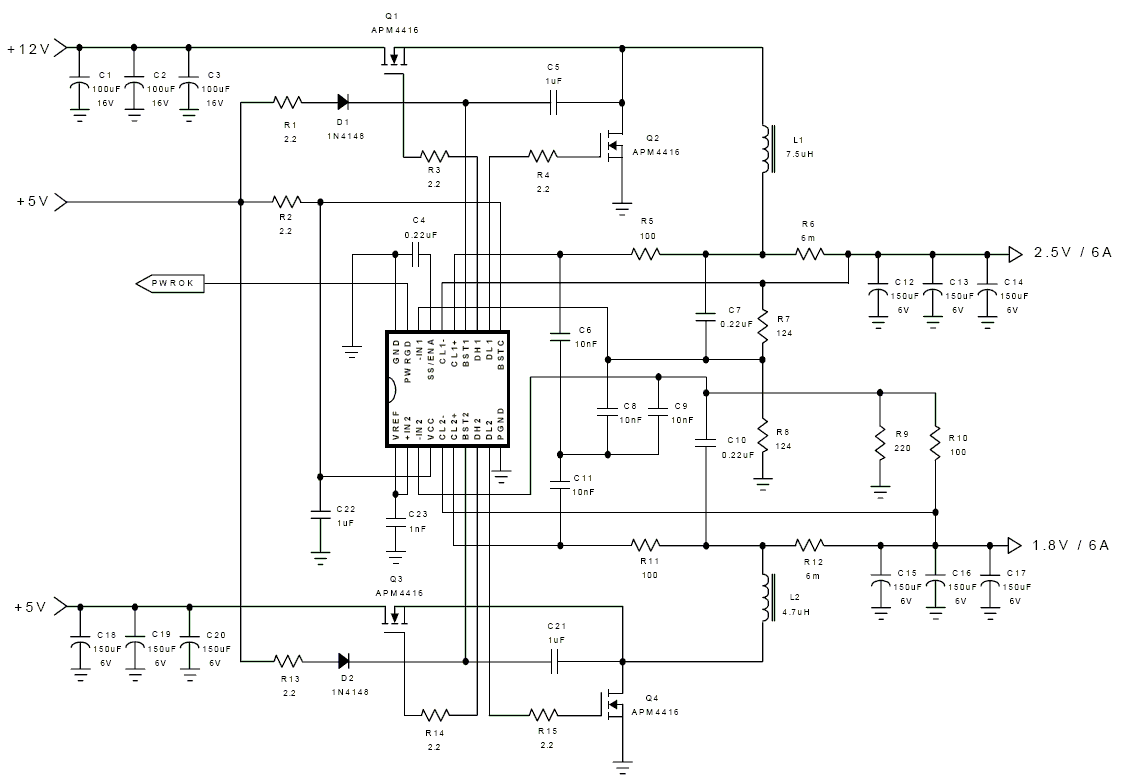 Q1
APM4416
+12V
C1
100uF
16V
C2
100uF
16V
C3
100uF
16V
C5
1uF
R1
2.2
D1
1N4148
Q2
APM4416
L1
7.5uH
R3
2.2
R4
2.2
+5V
R2
2.2
C4
0.22uF
R5
100
R6
6m
2.5V / 6A
PWROK
C12
150uF
6V
C13
150uF
6V
C14
150uF
6V
C6
10nF
C7
0.22uF
R7
124
GND
PWRGD
-IN1
SS/ENA
CL1-
CL1+
BST1
DH1
DL1
BSTC
VREF
+IN2
-IN2
VCC
CL2-
CL2+
BST2
DH2
DL2
PGND
C8
10nF
C9
10nF
C10
0.22uF
R8
124
R9
220
R10
100
C11
10nF
C22
1uF
C23
1nF
R11
100
R12
6m
1.8V / 6A
C15
150uF
6V
C16
150uF
6V
C17
150uF
6V
L2
4.7uH
Q3
APM4416
+5V
C18
150uF
6V
C19
150uF
6V
C20
150uF
6V
C21
1uF
R13
2.2
D2
1N4148
Q4
APM4416
R14
2.2
R15
2.2